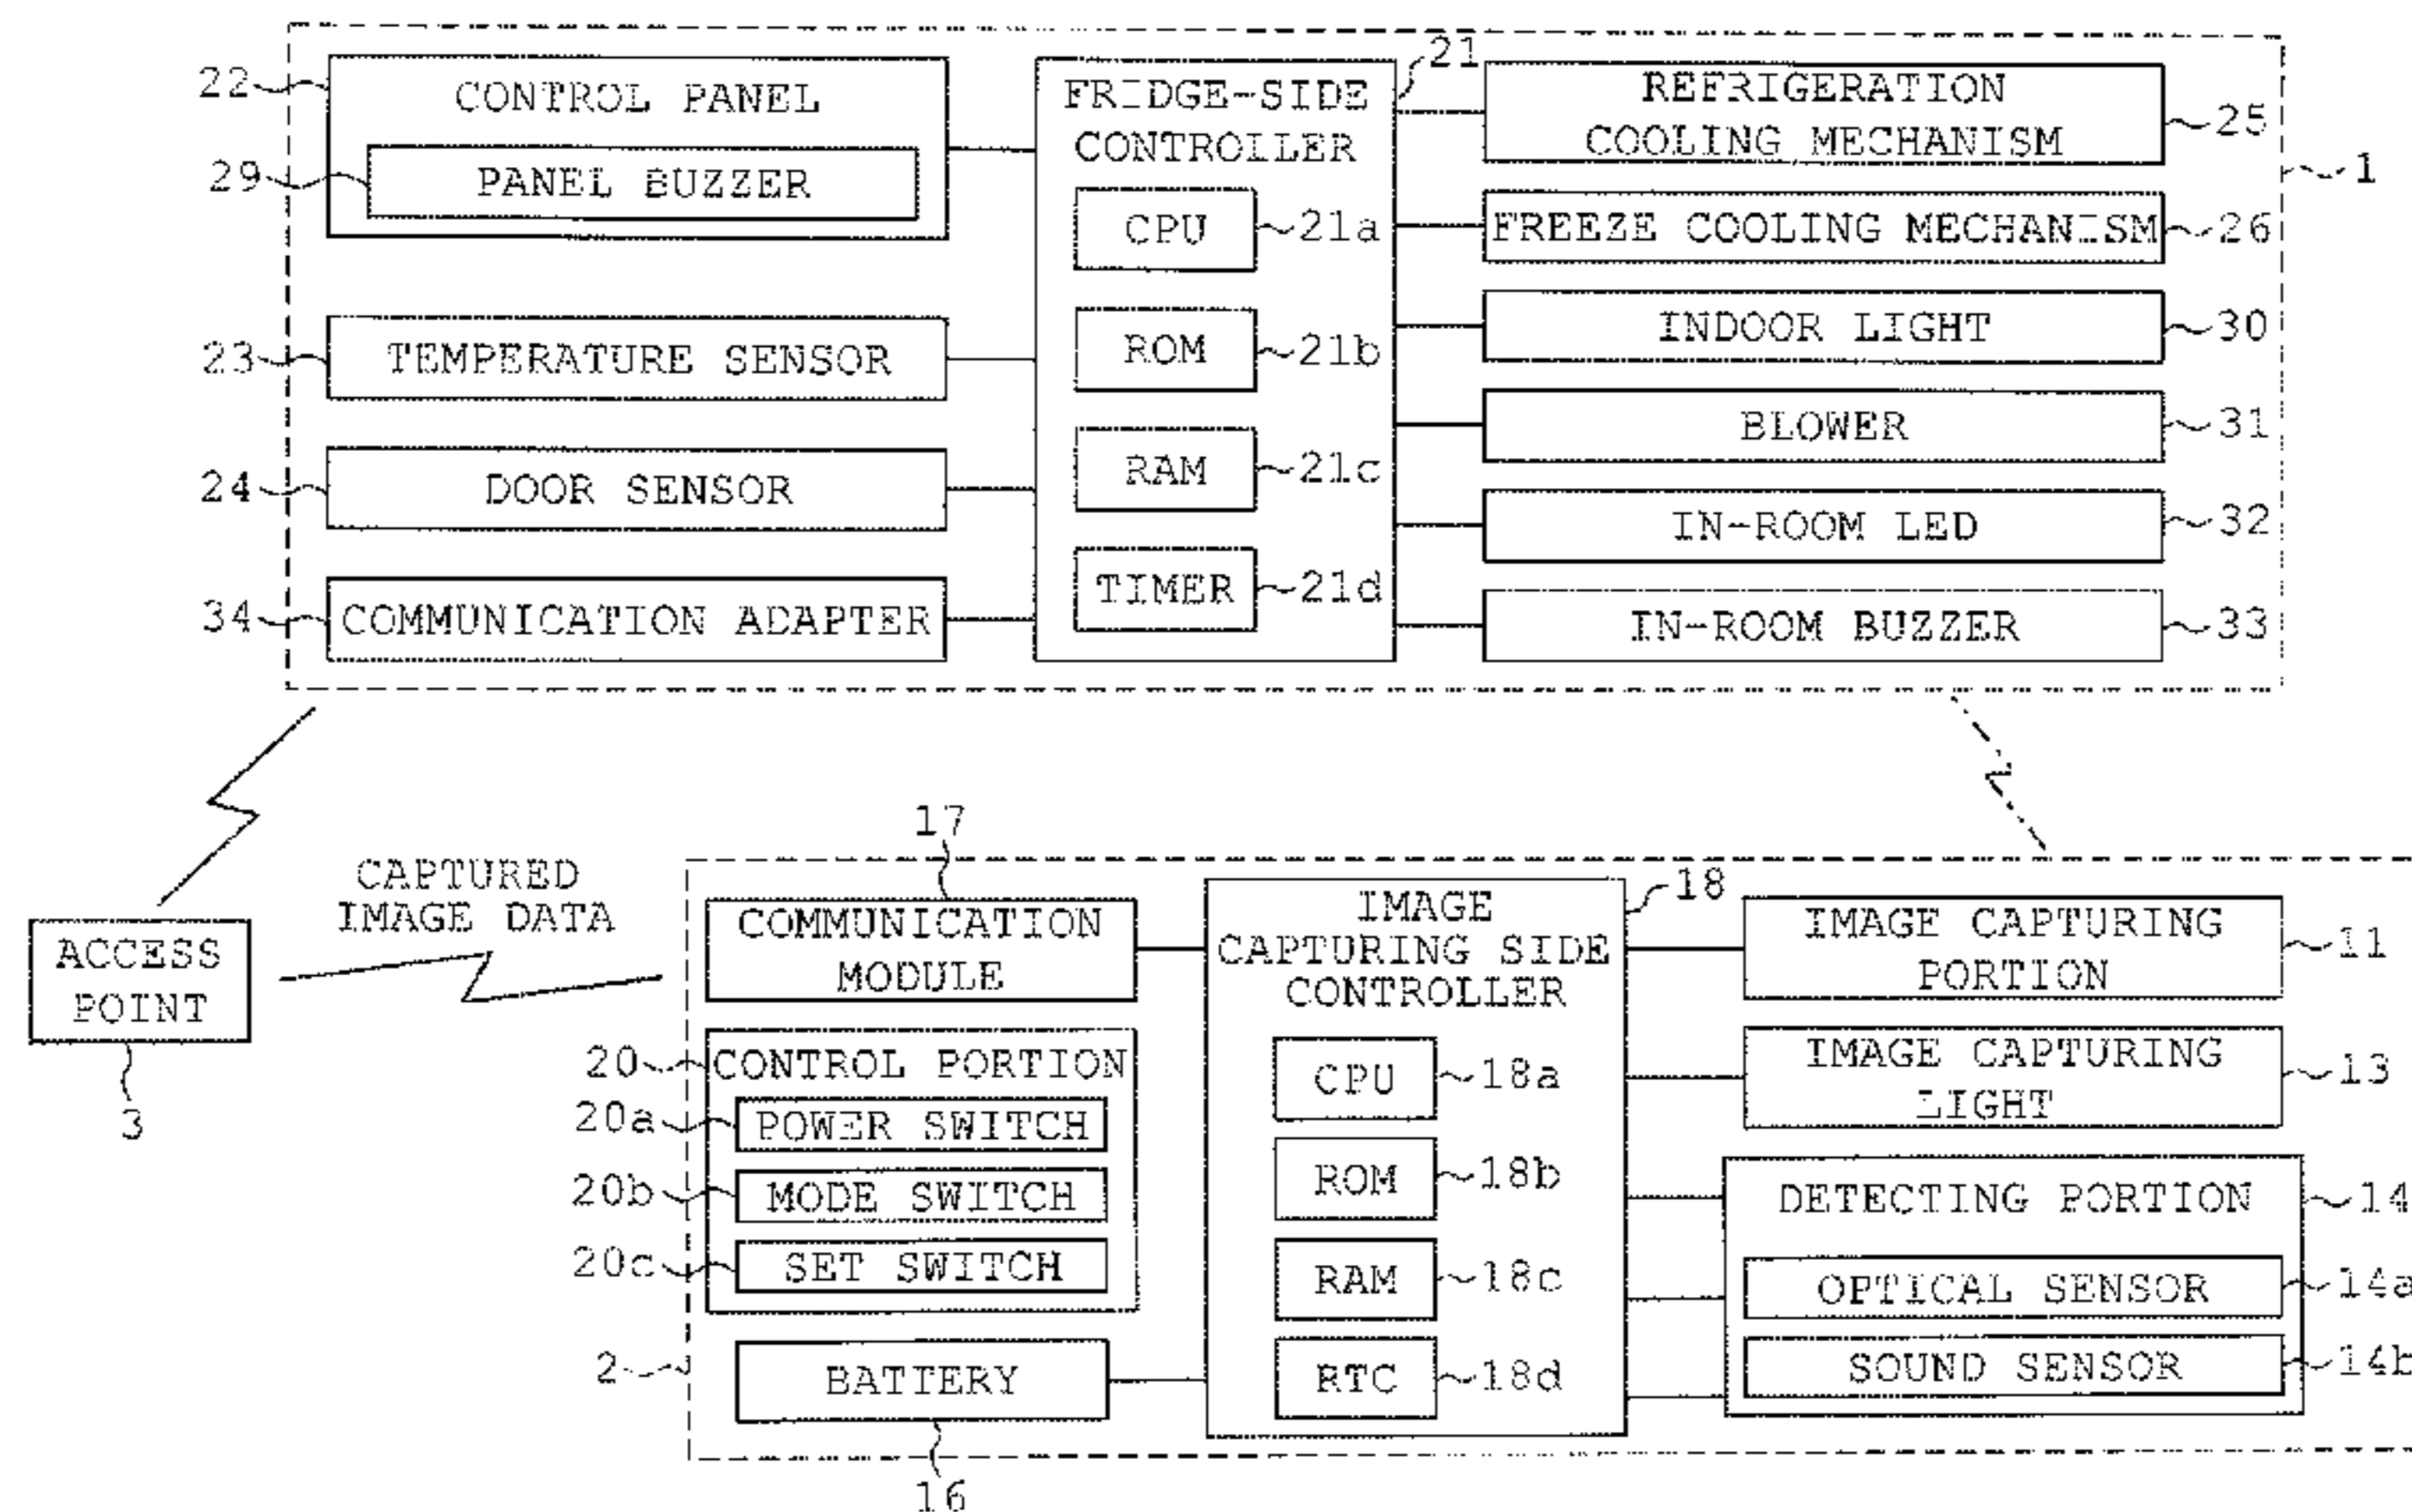 22
CONTROL PANEL
29
PANEL BUZZER
23
TEMPERATURE SENSOR
24
DOOR SENSOR
34
COMMUNICATION ADAPTER
21
FRIDGE-SIDE
CONTROLLER
CPU
21a
ROM
21b
RAM
21c
TIMER
21d
REFRIGERATION
COOLING MECHANISM
25
1
FREEZE COOLING MECHANISM
26
INDOOR LIGHT
30
BLOWER
31
IN-ROOM LED
32
IN-ROOM BUZZER
33
CAPTURED
IMAGE DATA
ACCESS
POINT
3
17
COMMUNICATION
MODULE
20
CONTROL PORTION
20a
POWER SWITCH
20b
MODE SWITCH
20c
SET SWITCH
2
BATTERY
16
18
IMAGE
CAPTURING SIDE
CONTROLLER
CPU
18a
ROM
18b
RAM
18c
RTC
18d
IMAGE CAPTURING
PORTION
11
IMAGE CAPTURING
LIGHT
13
DETECTING PORTION
14
OPTICAL SENSOR
14a
SOUND SENSOR
14b